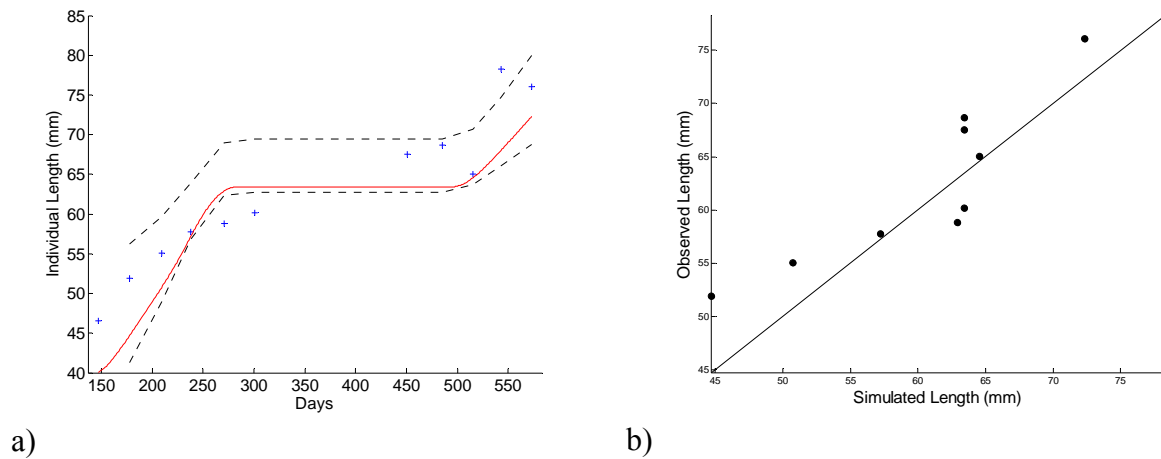 85
80
75
70
65
60
55
50
45
40
Individual Length (mm)
150 200 250 300 350 400 450 500 550
Days
a)
75
70
65
60
55
50
45
Observed Length (mm)
45 50 55 60 65 70 75
Simulated Length (mm)
b)